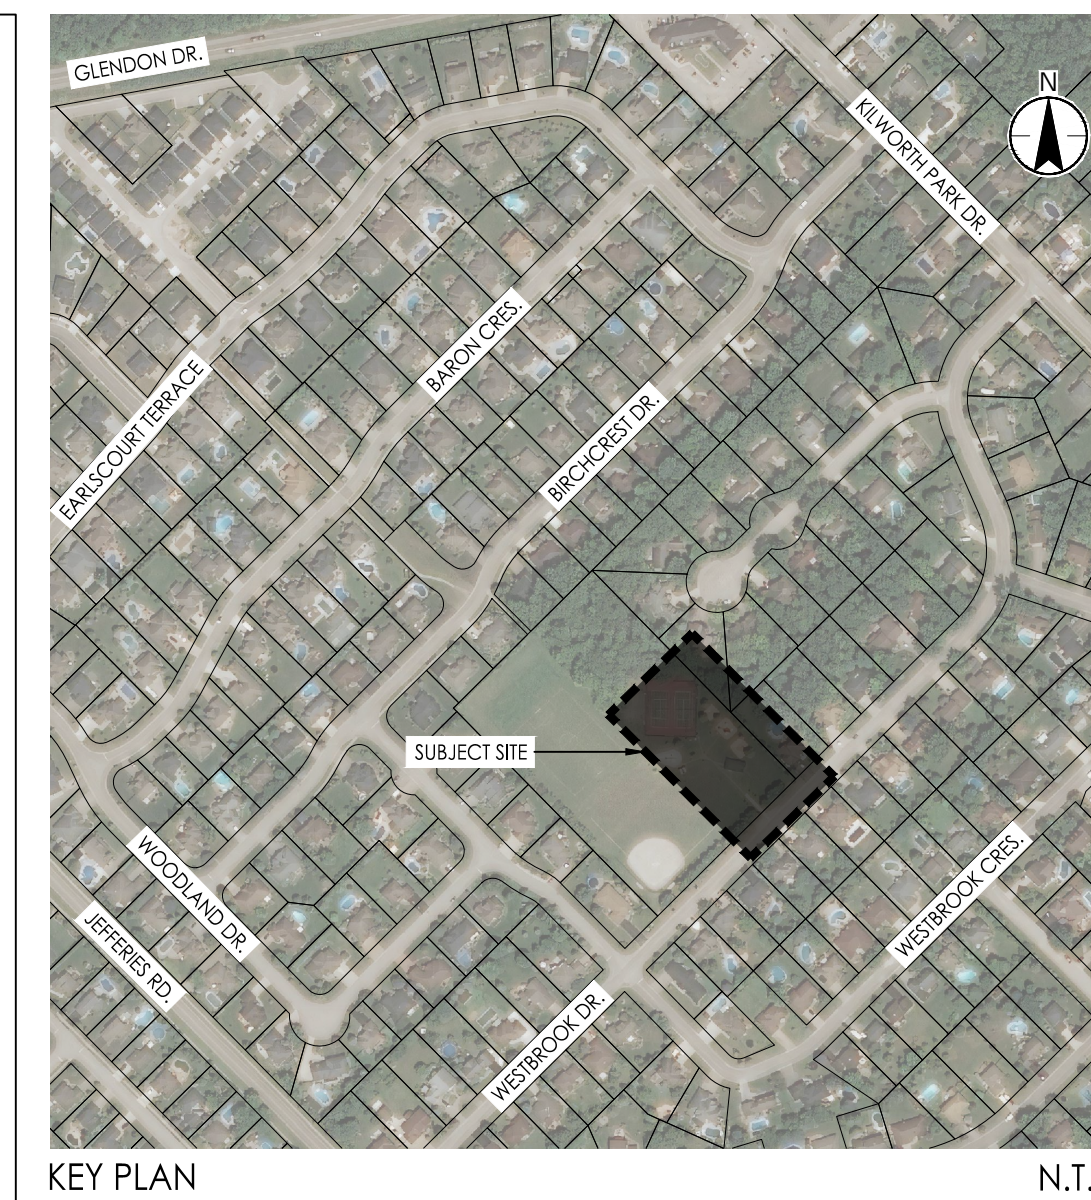 GLENDON DR.
N
KILWORTH PARK DR.
BARON CRES.
EARLSCOURT TERRACE
BIRCHCREST DR.
SUBJECT SITE
WOODLAND DR.
WESTBROOK CRES.
JEFFERIES RD.
WESTBROOK DR.
KEY PLAN
N.T.